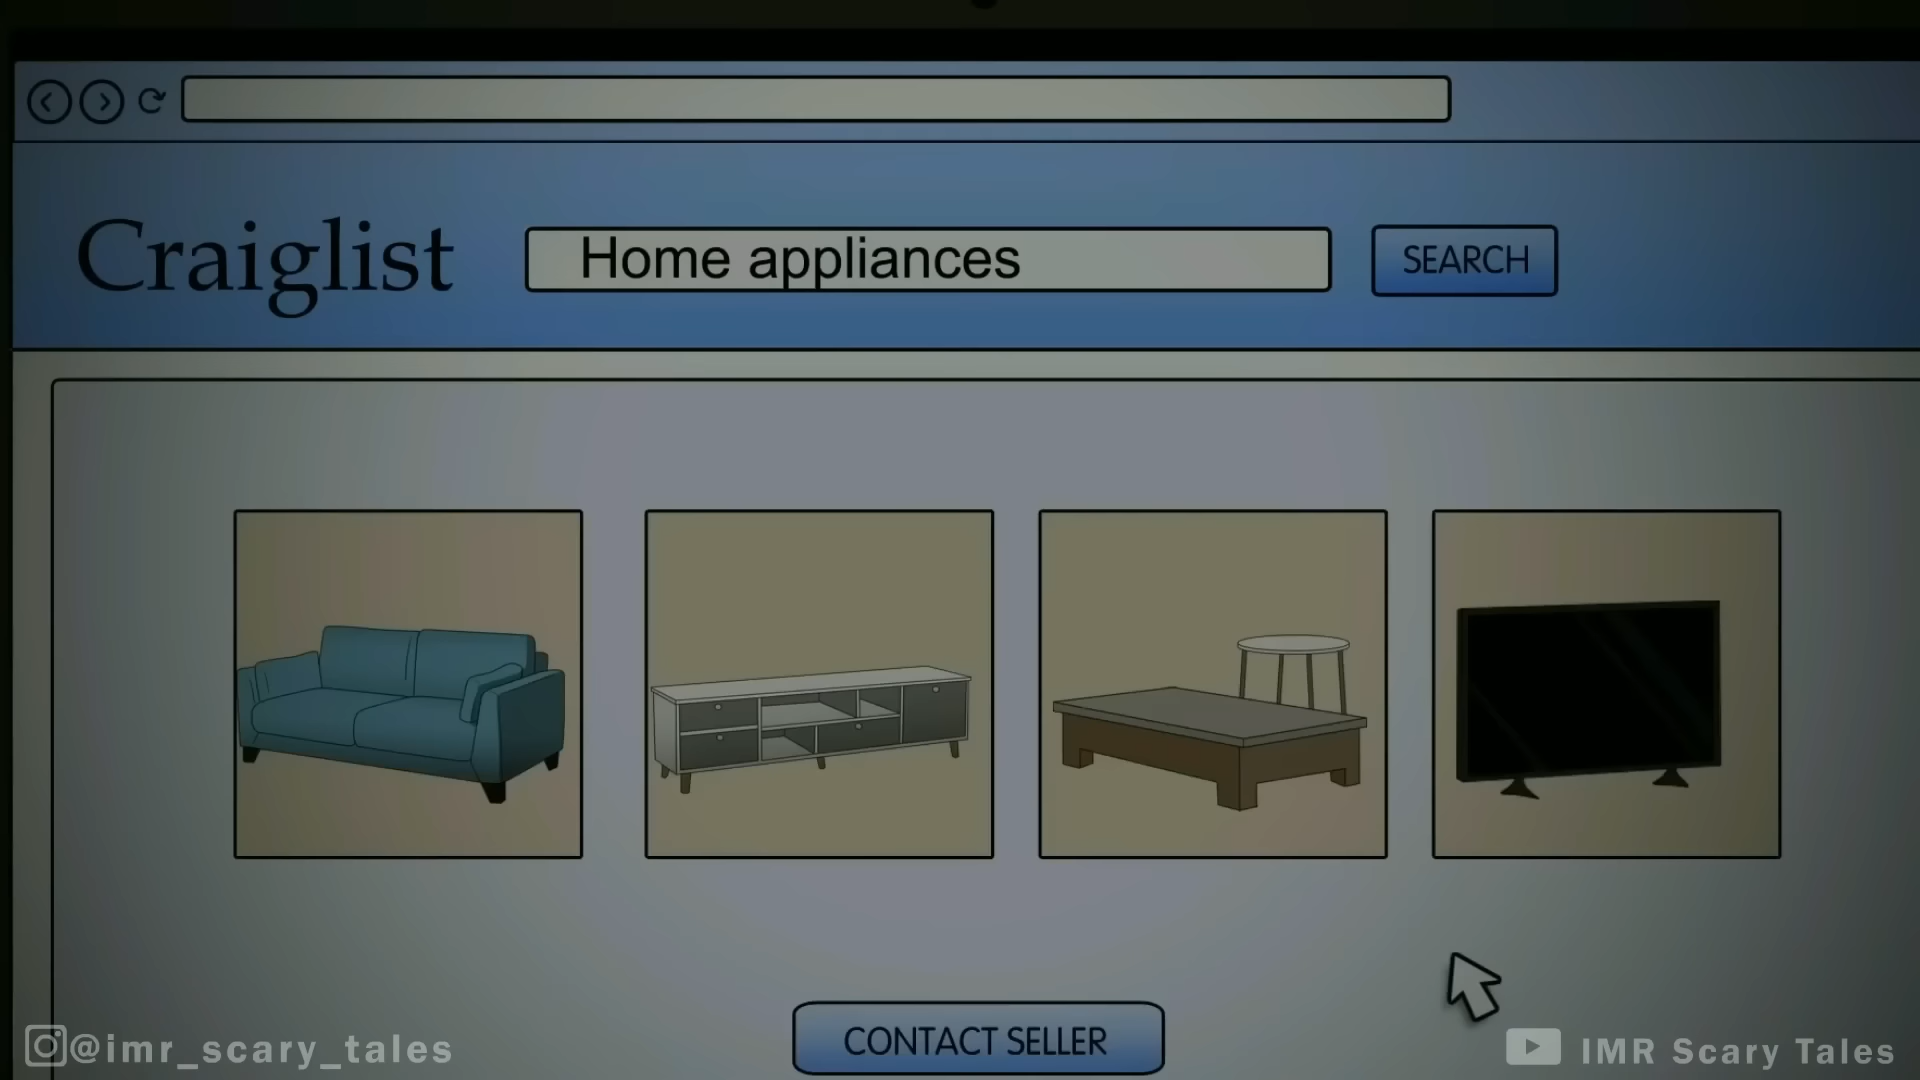 Craiglist
Home appliances
SEARCH
CONTACT SELLER
@imr_scary_tales
IMR Scary Tales